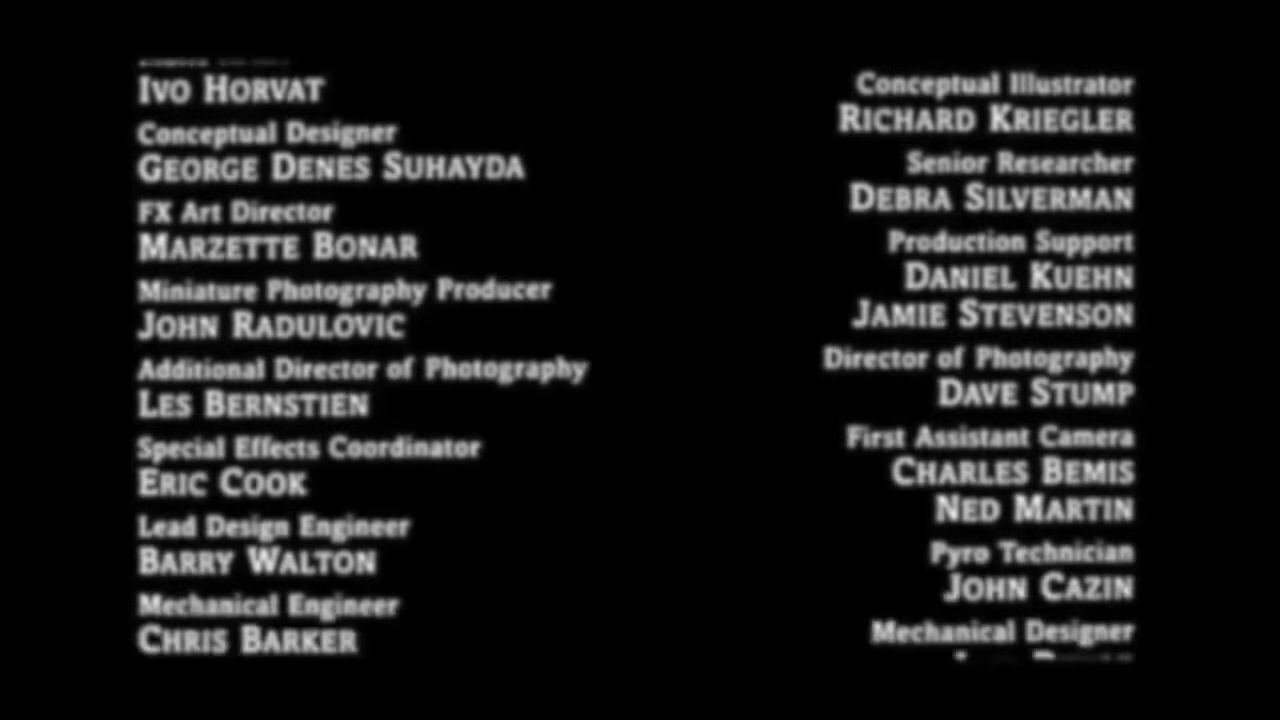 IVO HORVAT
Conceptual Designer
GEORGE DENES SUHAYDA
FX Art Director
MARZETTE BONAR
Miniature Photography Producer
JOHN RADULOVIC
Additional Director of Photography
LES BERNSTIEN
Special Effects Coordinator
ERIC COOK
Lead Design Engineer
BARRY WALTON
Mechanical Engineer
CHRIS BARKER
Conceptual Illustrator
RICHARD KRIEGLER
Senior Researcher
DEBRA SILVERMAN
Production Support
DANIEL KUEHN
JAMIE STEVENSON
Director of Photography
DAVE STUMP
First Assistant Camera
CHARLES BEMIS
NED MARTIN
Pyro Technician
JOHN CAZIN
Mechanical Designer